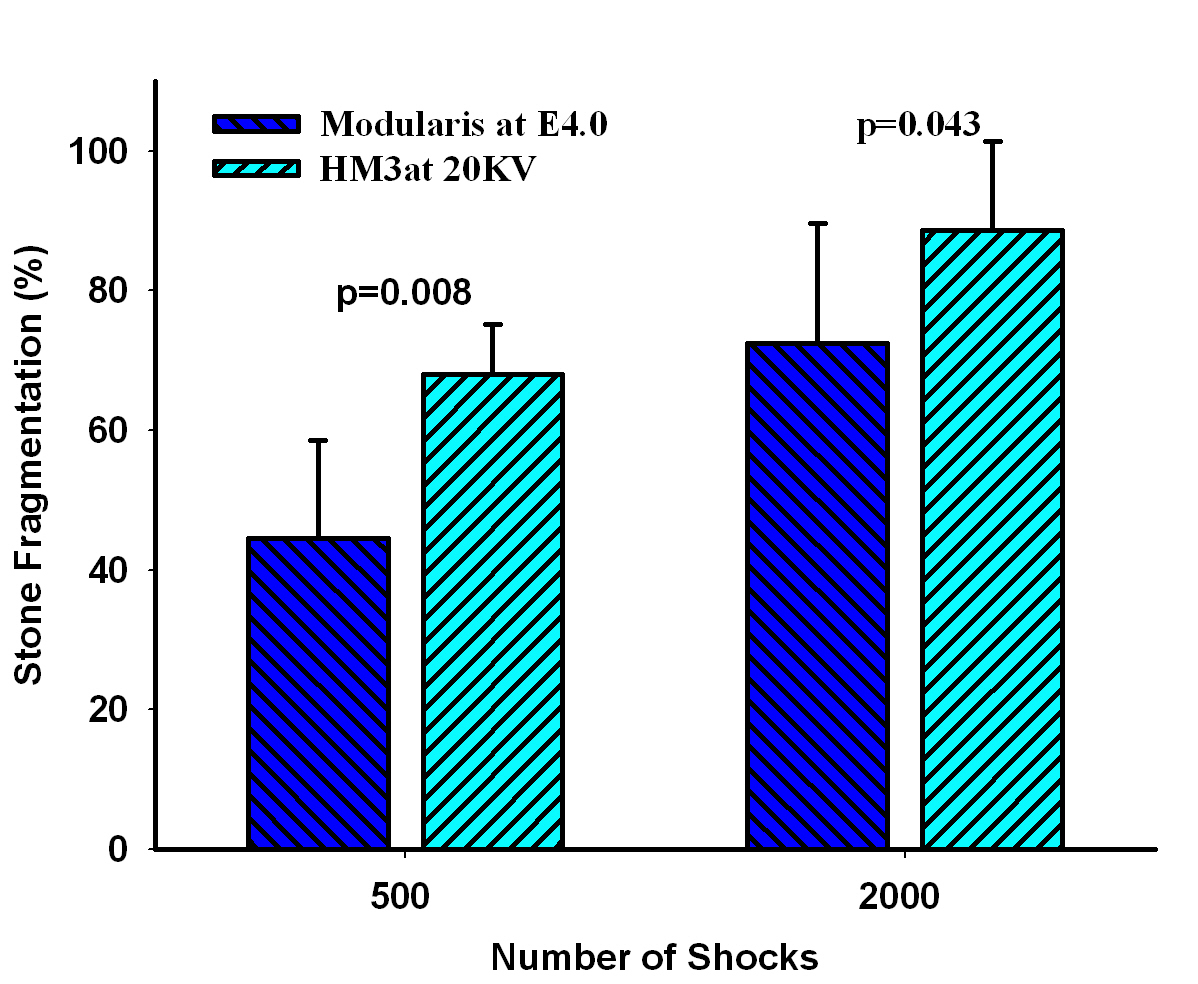 Modularis at E4.0
HM3at 20KV
p=0.043
p=0.008
100
80
60
40
20
0
Stone Fragmentation (%)
500
2000
Number of Shocks